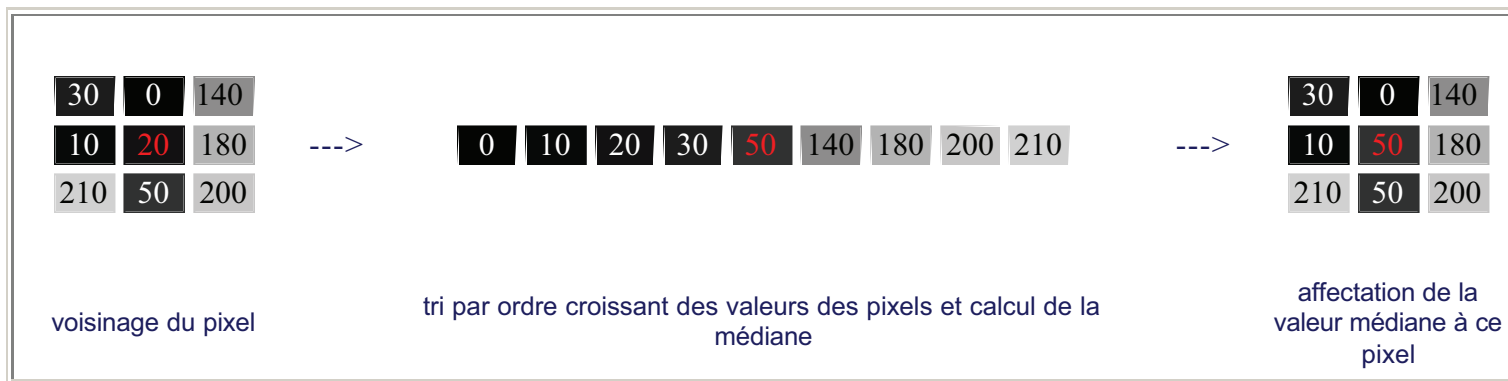 30 0 140
10 20 180
210 50 200
--->
0 10 20 30 50 140 180 200 210
--->
30 0 140
10 50 180
210 50 200
voisinage du pixel
tri par ordre croissant des valeurs des pixels et calcul de la
médiane
affectation de la
valeur médiane à ce
pixel